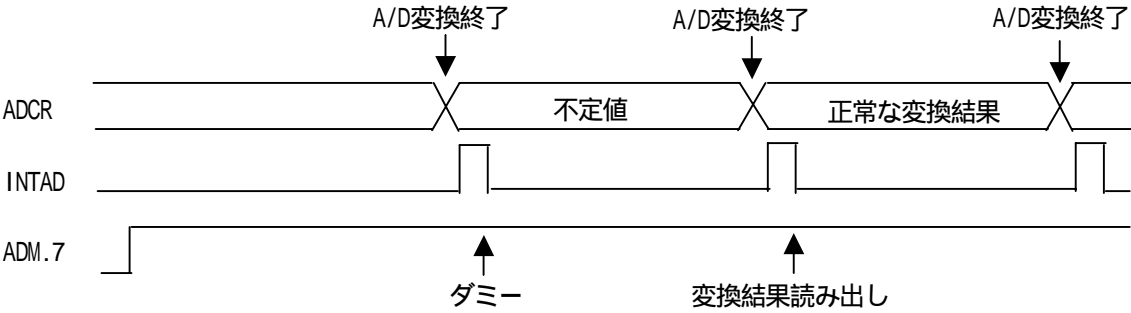 A/D変換終了 A/D変換終了 A/D変換終了
ADCR 不定値 正常な変換結果
INTAD
ADM.7
ダミー 変換結果読み出し